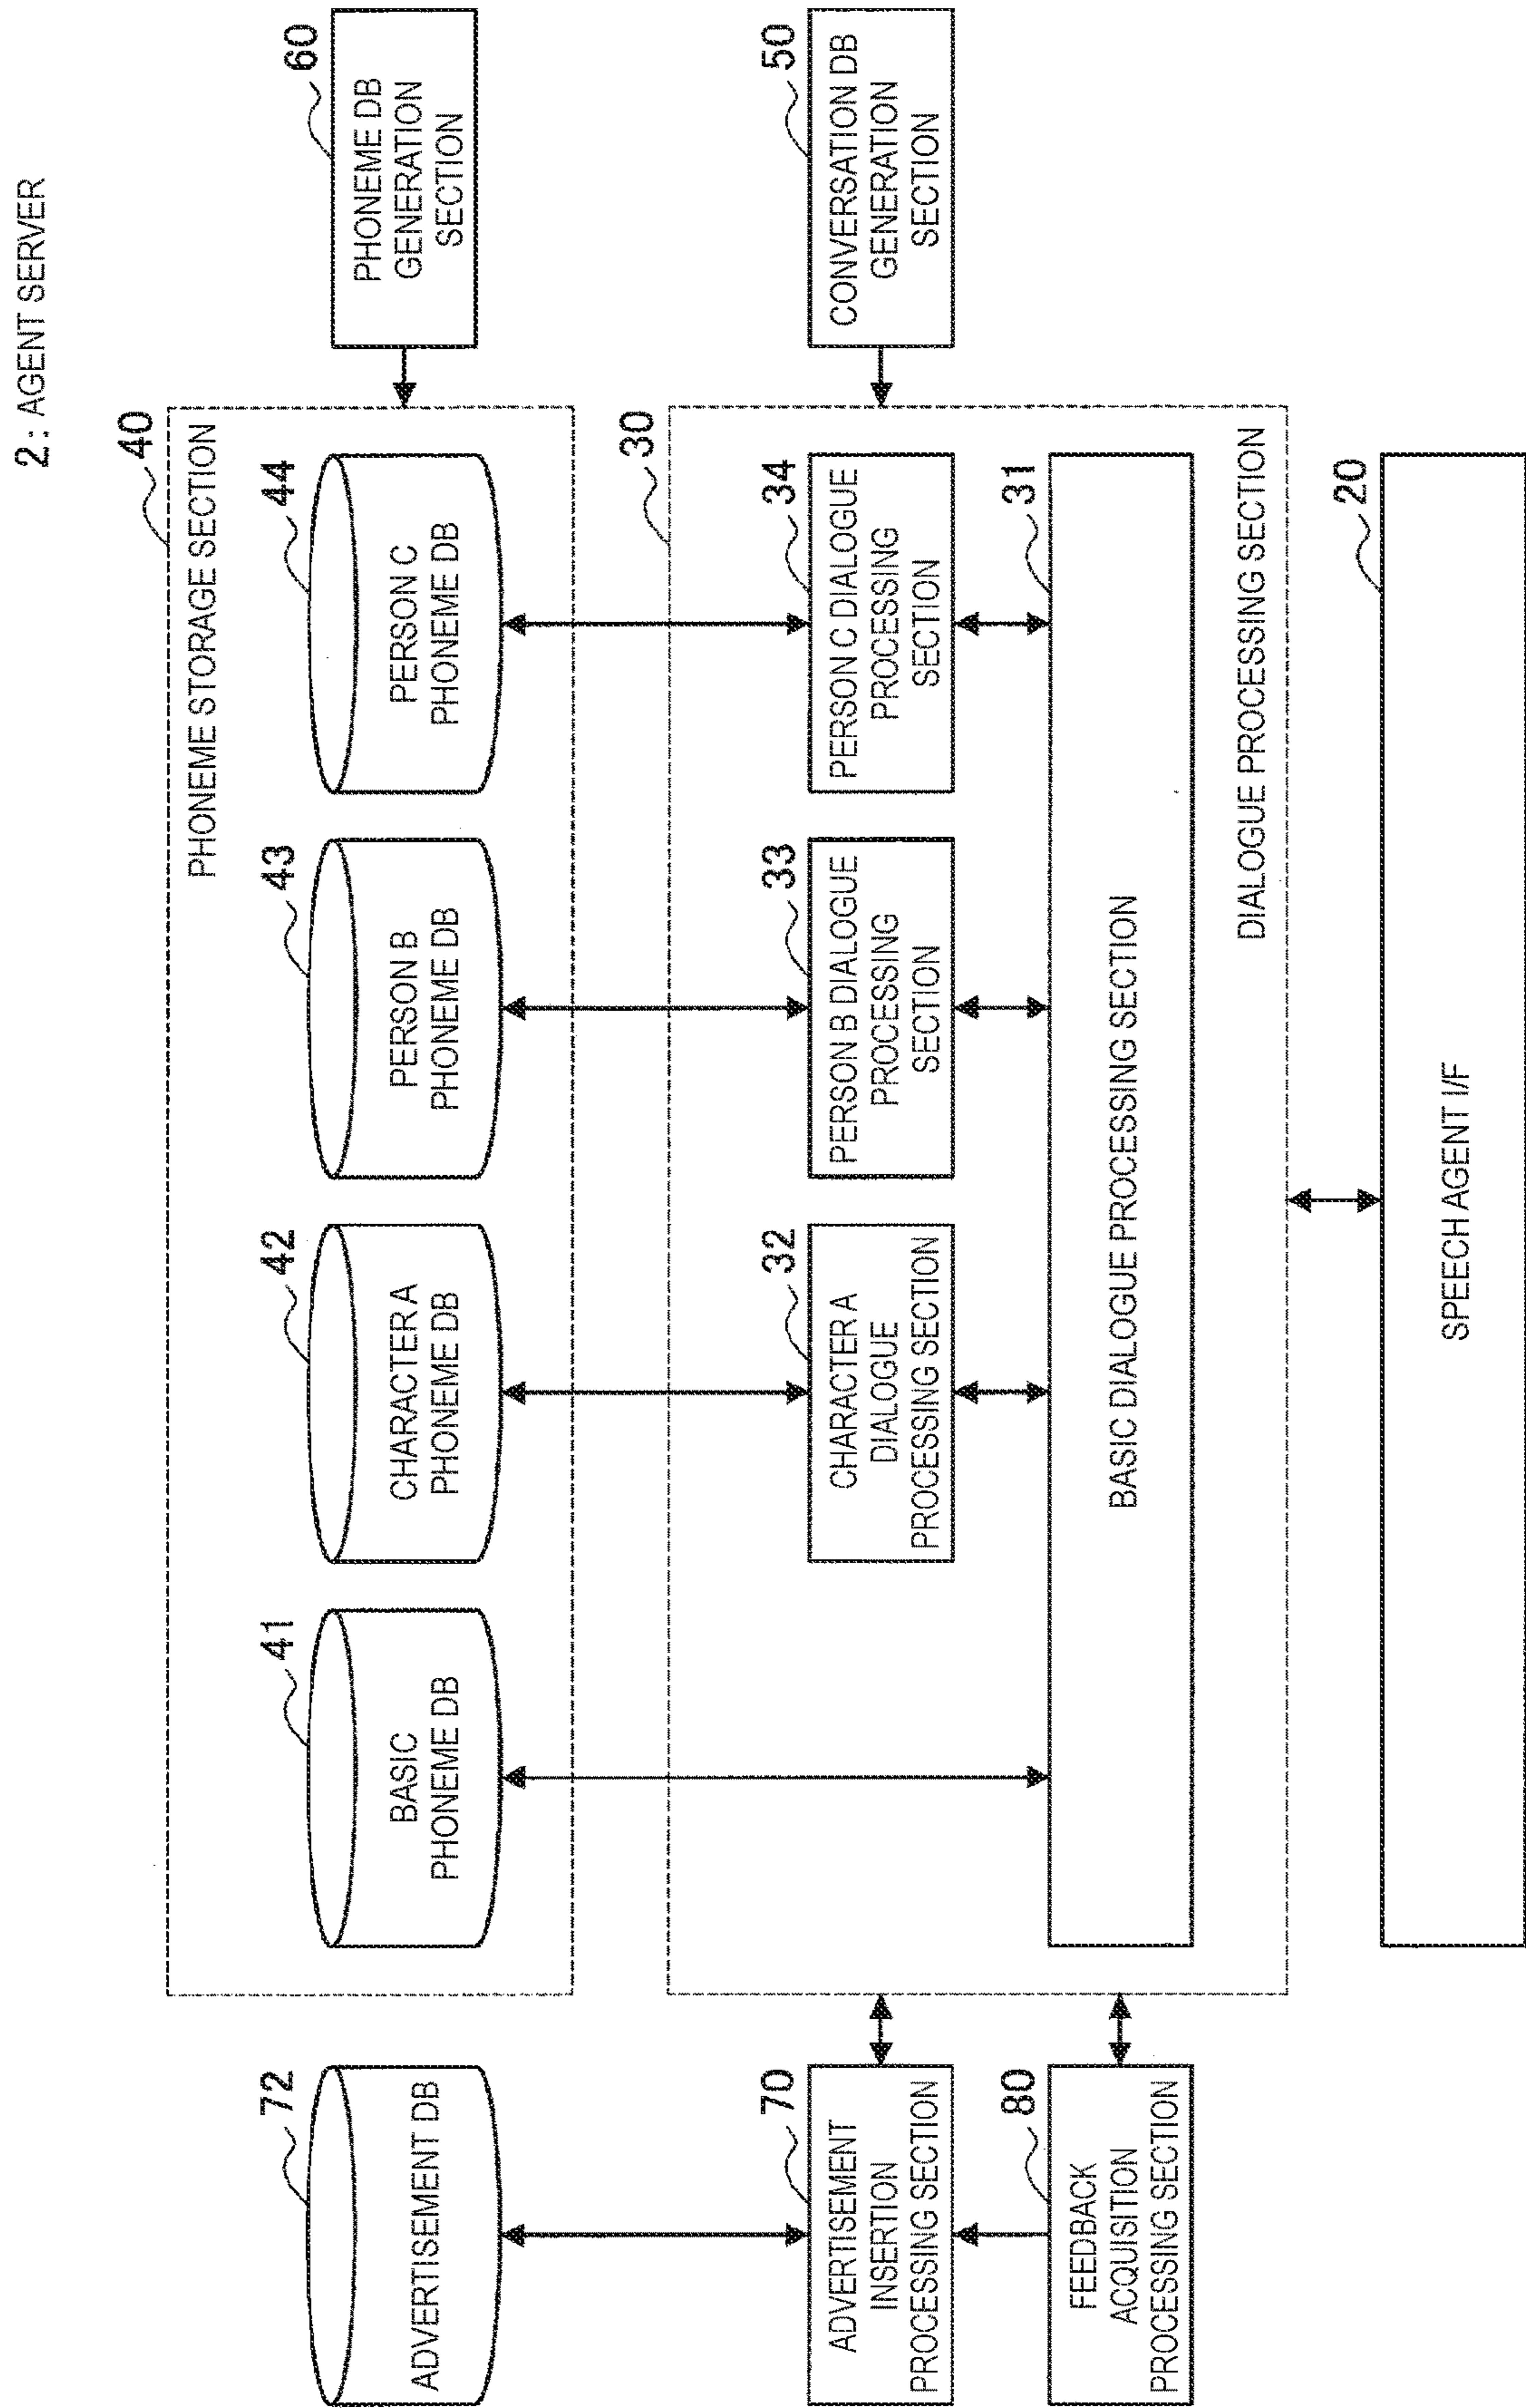 2: AGENT SERVER
40
PHONEME STORAGE SECTION
72
ADVERTISEMENT DB
41
BASIC
PHONEME DB
42
CHARACTER A
PHONEME DB
43
PERSON B
PHONEME DB
44
PERSON C
PHONEME DB
60
PHONEME DB
GENERATION
SECTION
30
70
ADVERTISEMENT
INSERTION
PROCESSING SECTION
32
CHARACTER A
DIALOGUE
PROCESSING SECTION
33
PERSON B DIALOGUE
PROCESSING
SECTION
34
PERSON C DIALOGUE
PROCESSING
SECTION
50
CONVERSATION DB
GENERATION
SECTION
80
FEEDBACK
ACQUISITION
PROCESSING SECTION
31
BASIC DIALOGUE PROCESSING SECTION
DIALOGUE PROCESSING SECTION
20
SPEECH AGENT I/F